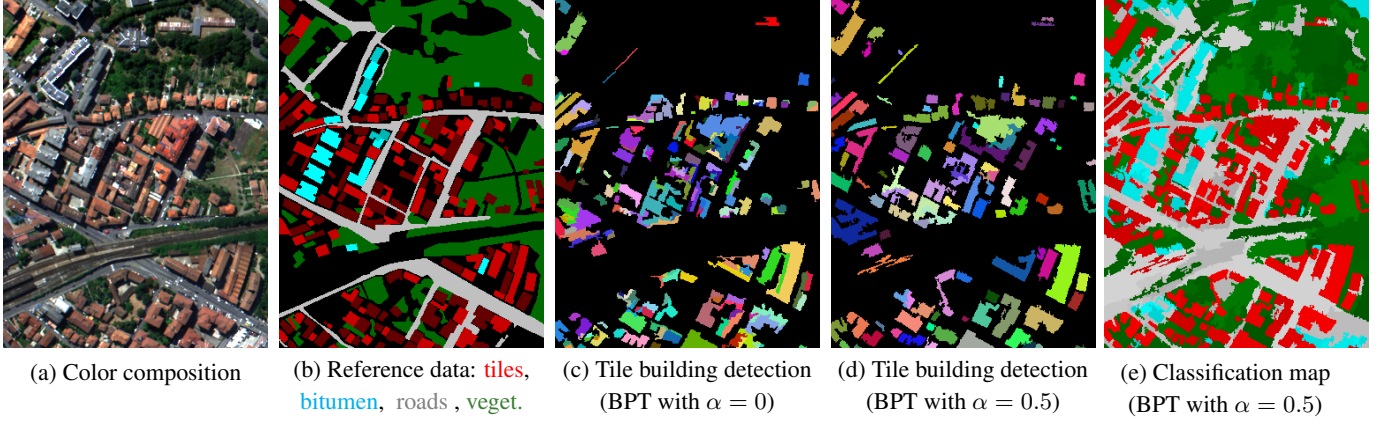 (a) Color composition
(b) Reference data: tiles,
bitumen, roads , veget.
(c) Tile building detection
(BPT with α = 0)
(d) Tile building detection
(BPT with α = 0.5)
(e) Classification map
(BPT with α = 0.5)